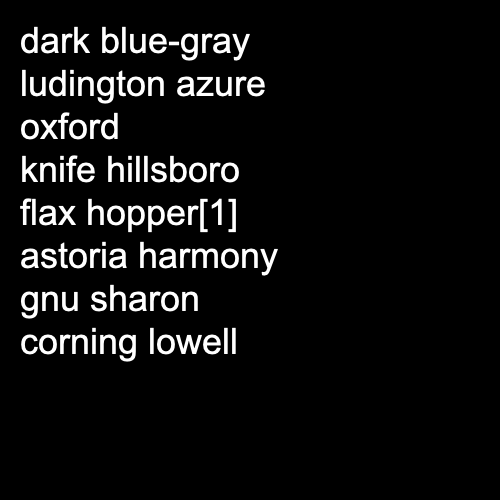 dark blue-gray
ludington azure
oxford
knife hillsboro
flax hopper[1]
astoria harmony
gnu sharon
corning lowell